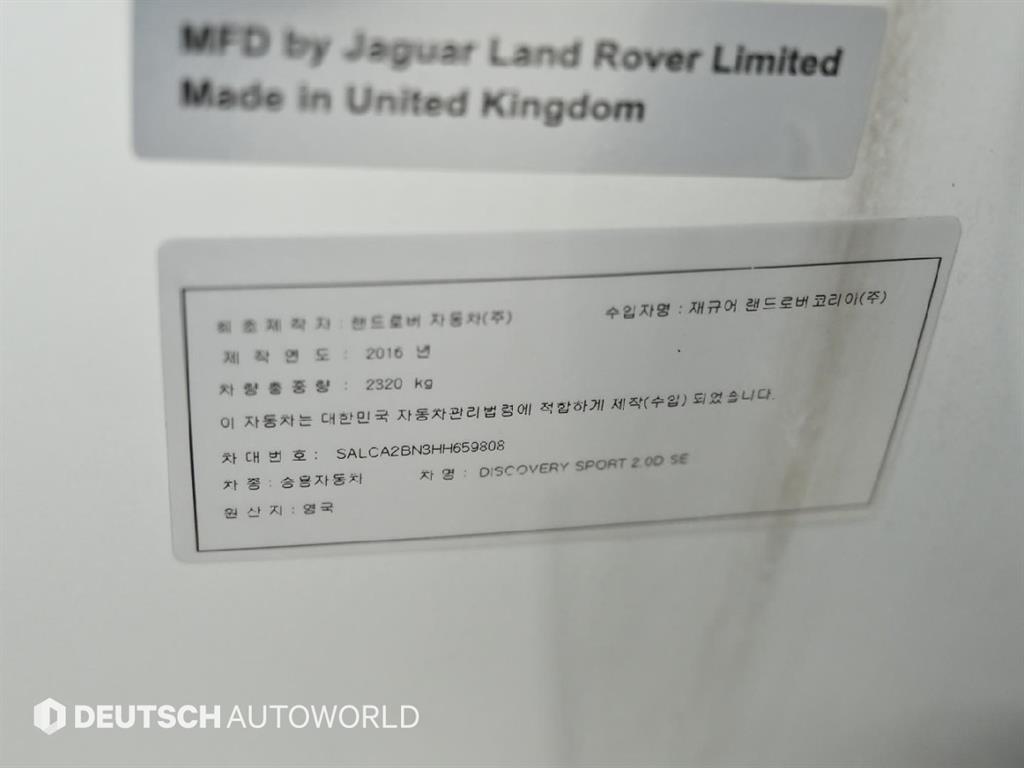 MFD by Jaguar Land Rover Limited
Made in United Kingdom
최 초 제 작 자 : 랜드로버 자동차(주) 수입자명 : 재규어 랜드로버코리아(주)
제 작 연 도 : 2016 년
차 량 총 중 량 : 2320 kg
이 자동차는 대한민국 자동차관리법령에 적합하게 제작(수입) 되었습니다.
차 대 번 호 : SALCA2BN3HH659808
차 종 : 승용자동차 차 명 : DISCOVERY SPORT 2.0D SE
원 산 지 : 영국
DEUTSCH AUTOWORLD